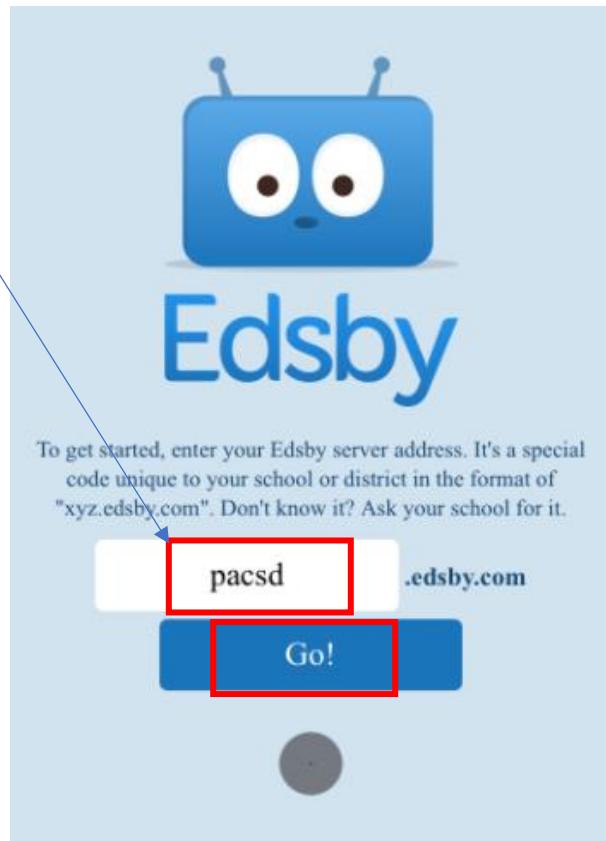 Edsby
To get started, enter your Edsby server address. It's a special
code unique to your school or district in the format of
"xyz.edsby.com". Don't know it? Ask your school for it.
pacsd .edsby.com
Go!